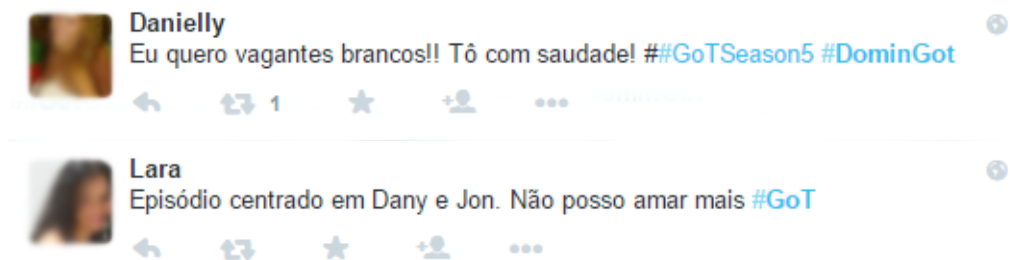 Danielly
Eu quero vagantes brancos!! Tô com saudade! ##GoTSeason5 #DominGot
1
Lara
Episódio centrado em Dany e Jon. Não posso amar mais #GoT